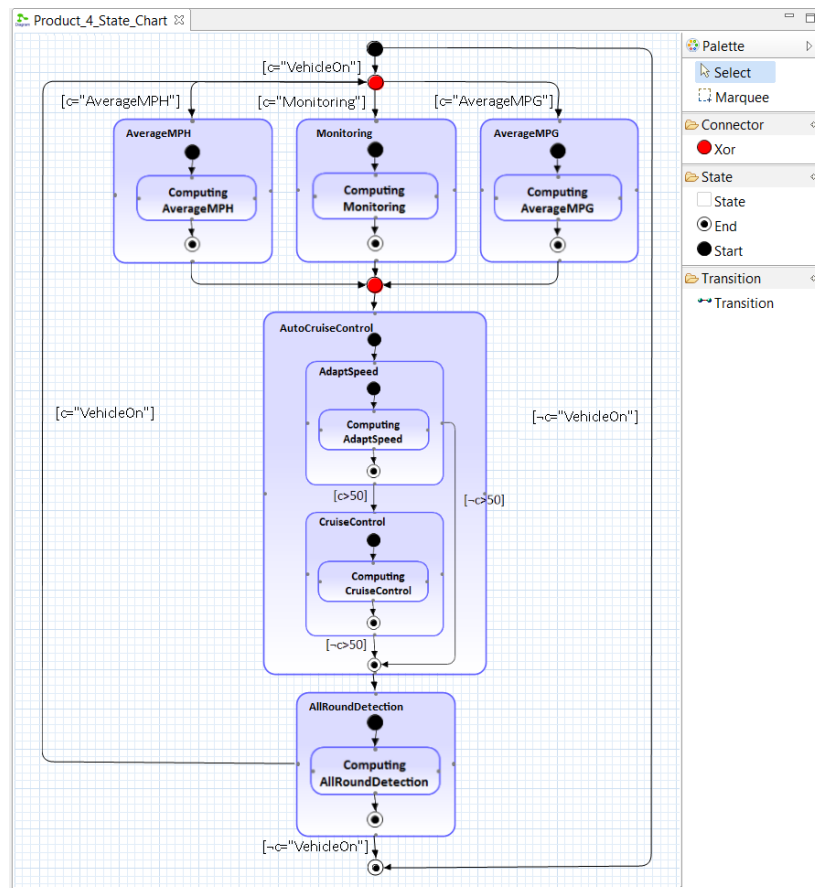 Product_4_State_Chart
[c="VehicleOn"]
[c="AverageMPH"]
[c="Monitoring"]
[c="AverageMPG"]
AverageMPH
Computing
AverageMPH
Monitoring
Computing
Monitoring
AverageMPG
Computing
AverageMPG
AutoCruiseControl
AdaptSpeed
Computing
AdaptSpeed
[c="VehicleOn"]
[¬c="VehicleOn"]
[c>50]
[¬c>50]
CruiseControl
Computing
CruiseControl
[¬c>50]
AllRoundDetection
Computing
AllRoundDetection
[¬c="VehicleOn"]
Palette
Select
Marquee
Connector
Xor
State
State
End
Start
Transition
Transition